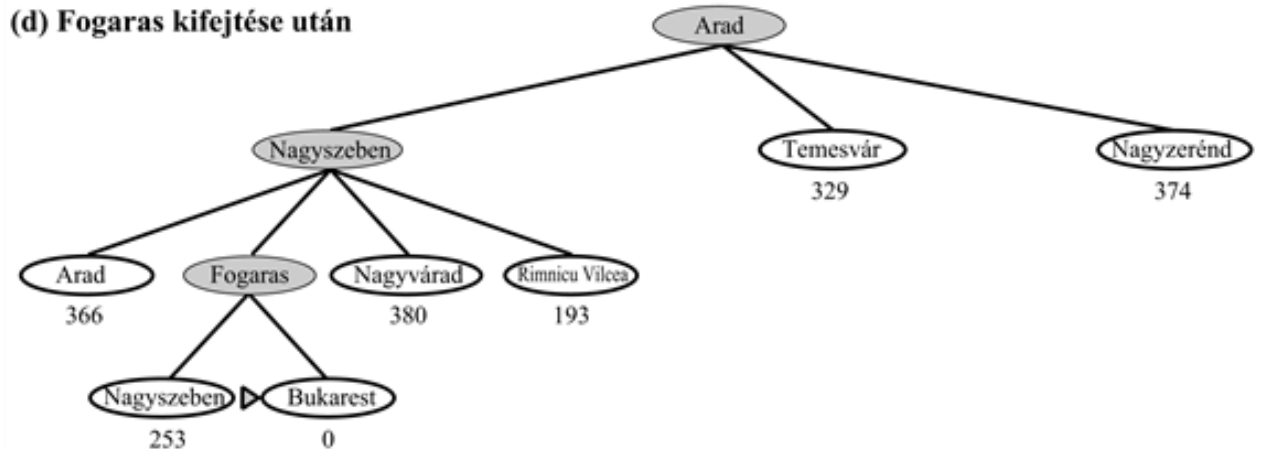 (d) Fogaras kifejtése után
Arad
Nagyszeben
Temesvár
Nagyzerénd
329
374
Arad
Fogaras
Nagyvárad
Rimnicu Vilcea
366
380
193
Nagyszeben
Bukarest
253
0